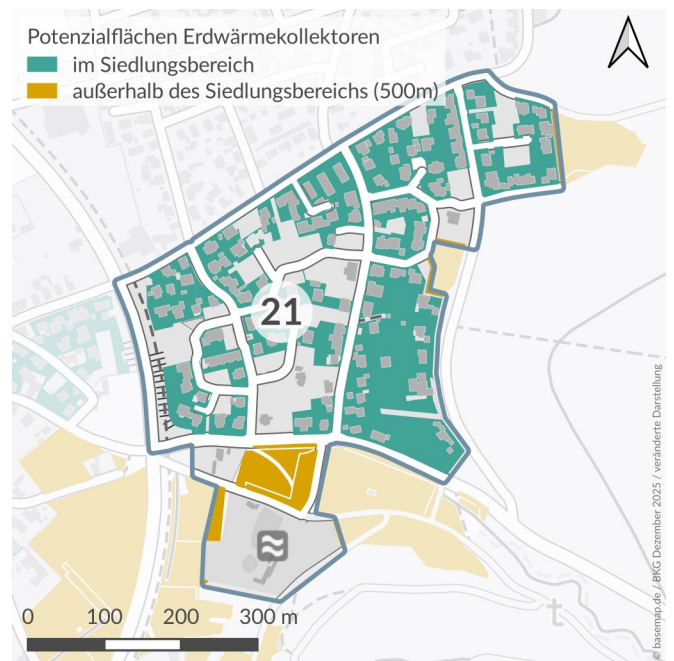 Potenzialflächen Erdwärmekollektoren
im Siedlungsbereich
außerhalb des Siedlungsbereichs (500m)
21
0 100 200 300 m
© basemap.de / BKG Dezember 2025 / veränderte Darstellung